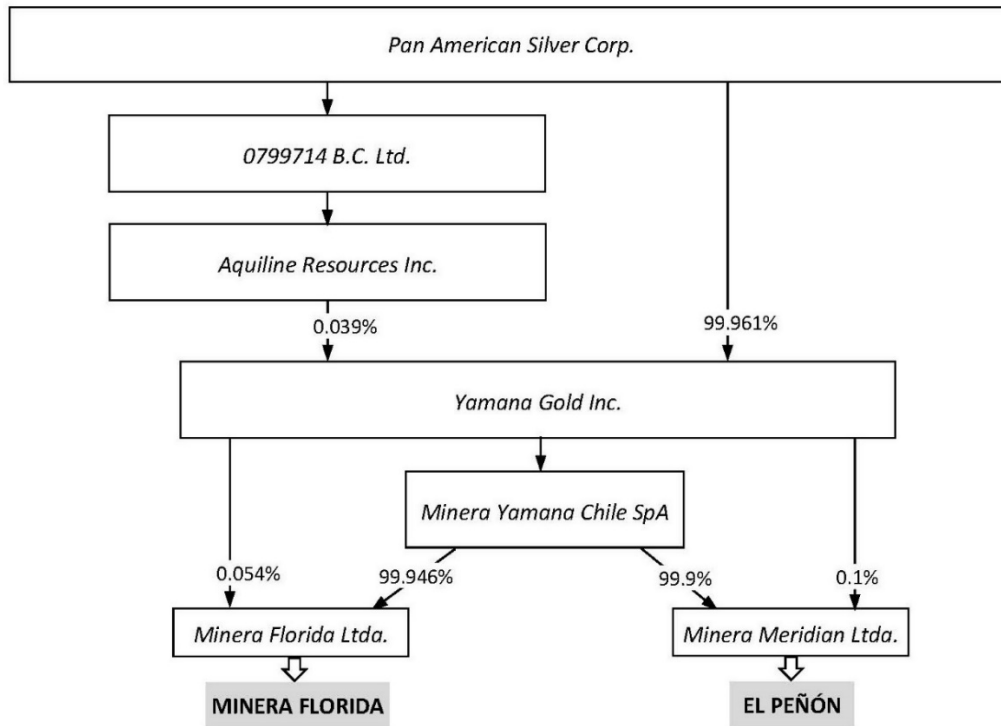 Pan American Silver Corp.
0799714 B.C. Ltd.
Aquiline Resources Inc.
0.039%
99.961%
Yamana Gold Inc.
Minera Yamana Chile SpA
0.054%
99.946%
99.9%
0.1%
Minera Florida Ltda.
Minera Meridian Ltda.
MINERA FLORIDA
EL PEÑÓN